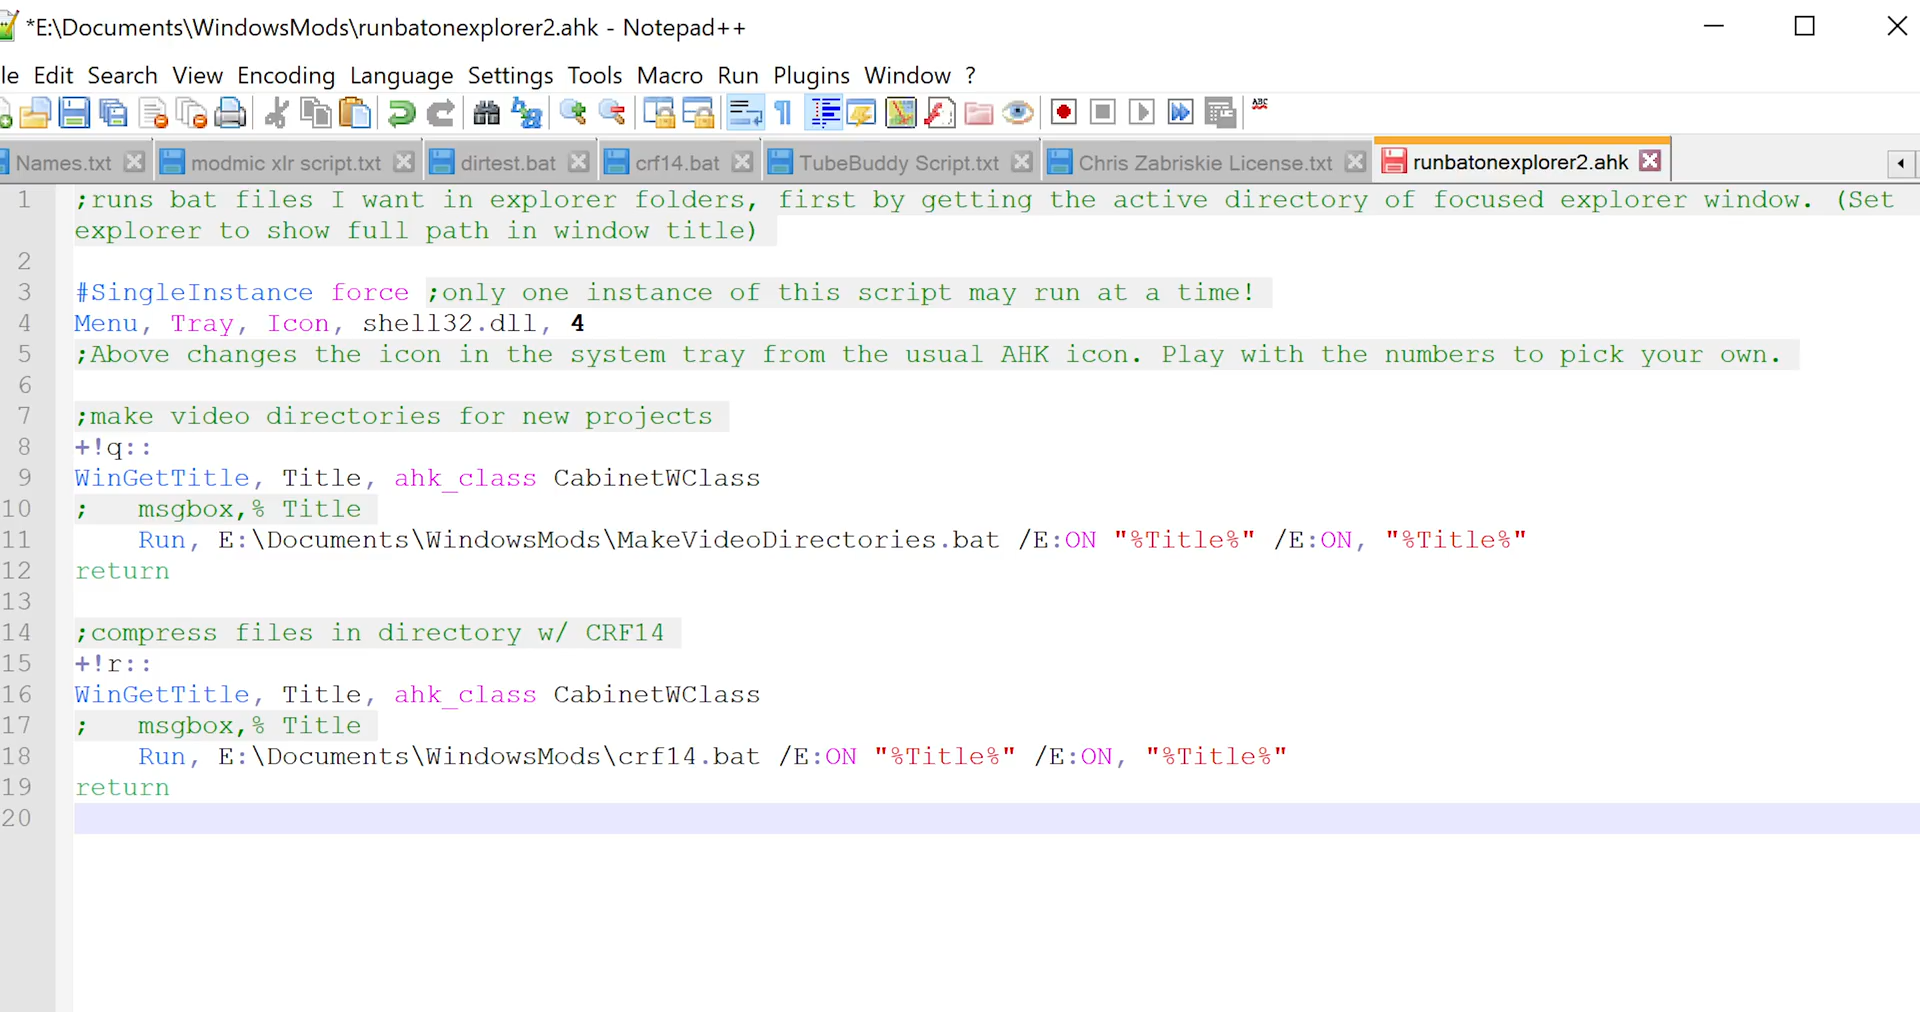 *E:\Documents\WindowsMods\runbatonexplorer2.ahk - Notepad++
le Edit Search View Encoding Language Settings Tools Macro Run Plugins Window ?
ABC
Names.txt modmic xlr script.txt dirtest.bat crf14.bat TubeBuddy Script.txt Chris Zabriskie License.txt runbatonexplorer2.ahk
1 ;runs bat files I want in explorer folders, first by getting the active directory of focused explorer window. (Set
explorer to show full path in window title)
2
3 #SingleInstance force ;only one instance of this script may run at a time!
4 Menu, Tray, Icon, shell32.dll, 4
5 ;Above changes the icon in the system tray from the usual AHK icon. Play with the numbers to pick your own.
6
7 ;make video directories for new projects
8 +!q::
9 WinGetTitle, Title, ahk_class CabinetWClass
10 ;   msgbox,% Title
11     Run, E:\Documents\WindowsMods\MakeVideoDirectories.bat /E:ON "%Title%" /E:ON, "%Title%"
12 return
13
14 ;compress files in directory w/ CRF14
15 +!r::
16 WinGetTitle, Title, ahk_class CabinetWClass
17 ;   msgbox,% Title
18     Run, E:\Documents\WindowsMods\crf14.bat /E:ON "%Title%" /E:ON, "%Title%"
19 return
20